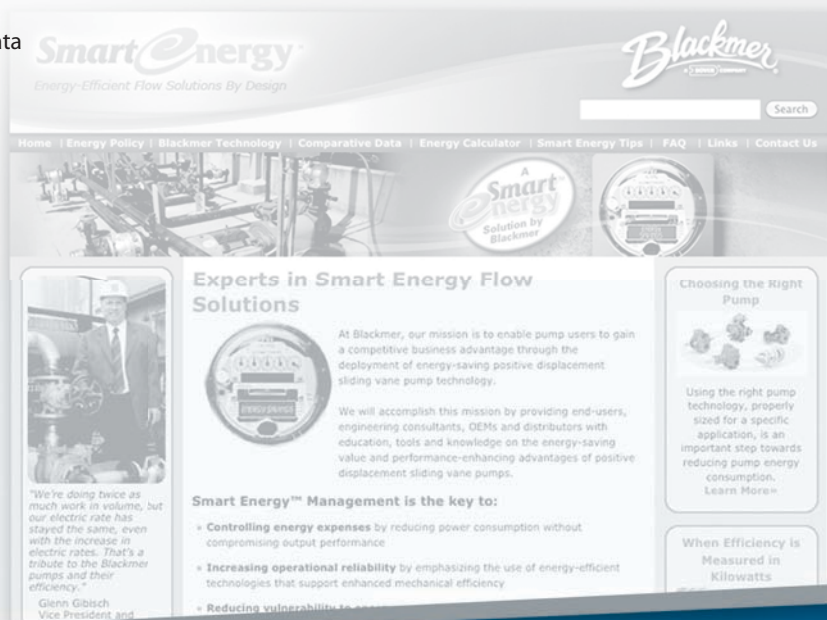 ata
Smart energy
Energy-Efficient Flow Solutions By Design
Blackmer
A DOVER COMPANY
Search
Home | Energy Policy | Blackmer Technology | Comparative Data | Energy Calculator | Smart Energy Tips | FAQ | Links | Contact Us
A
Smart
energy
Solution by
Blackmer
"We're doing twice as
much work in volume, but
our electric rate has
stayed the same, even
with the increase in
electric rates. That's a
tribute to the Blackmer
pumps and their
efficiency."
Glenn Gibisch
Vice President and
Experts in Smart Energy Flow
Solutions
At Blackmer, our mission is to enable pump users to gain
a competitive business advantage through the
deployment of energy-saving positive displacement
sliding vane pump technology.
We will accomplish this mission by providing end-users,
engineering consultants, OEMs and distributors with
education, tools and knowledge on the energy-saving
value and performance-enhancing advantages of positive
displacement sliding vane pumps.
ENERGY SAVINGS
Smart Energy™ Management is the key to:
» Controlling energy expenses by reducing power consumption without
compromising output performance
» Increasing operational reliability by emphasizing the use of energy-efficient
technologies that support enhanced mechanical efficiency
» Reducing vulnerability to
Choosing the Right
Pump
Using the right pump
technology, properly
sized for a specific
application, is an
important step towards
reducing pump energy
consumption.
Learn More»
When Efficiency is
Measured in
Kilowatts